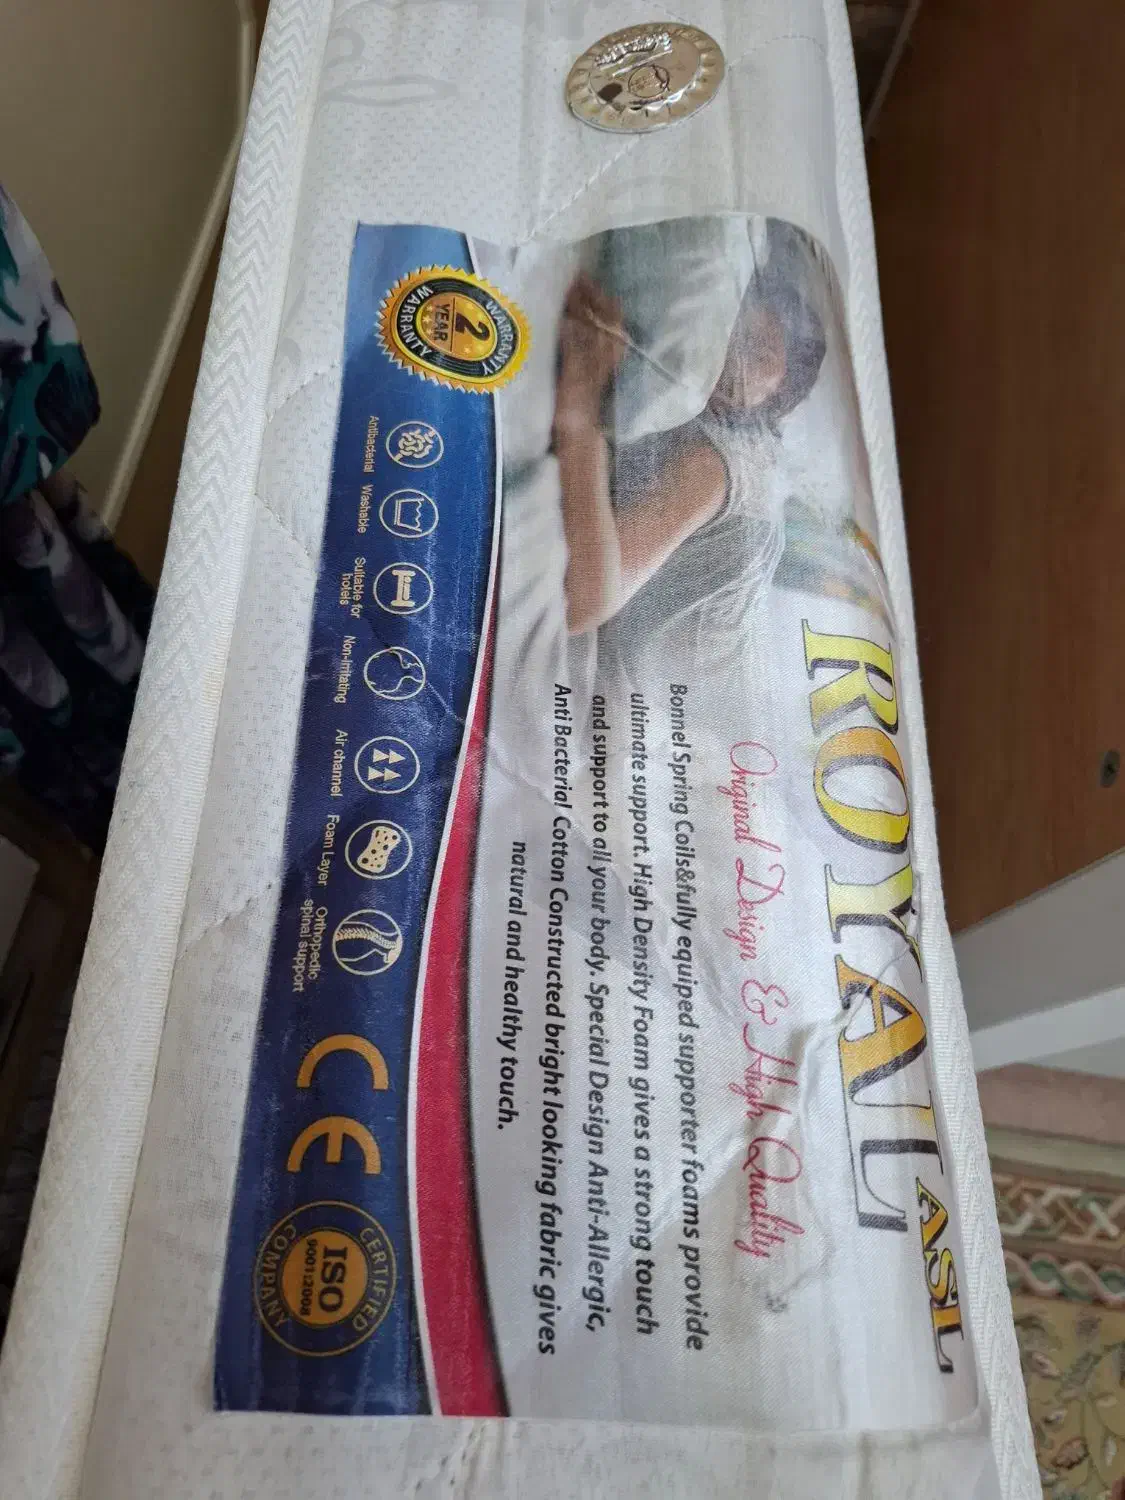 ROYAL ASL
Original Design & High Quality
Bonnel Spring Coils&fully equiped supporter foams provide
ultimate support. High Density Foam gives a strong touch
and support to all your body. Special Design Anti-Allergic,
Anti Bacterial Cotton Constructed bright looking fabric gives
natural and healthy touch.
WARRANTY
2
YEAR
WARRANTY
Antibacterial
Washable
Suitable for
hotels
Non-Irritating
Air channel
Foam Layer
Orthopedic
spinal support
CE
CERTIFIED
ISO
9001:2008
COMPANY